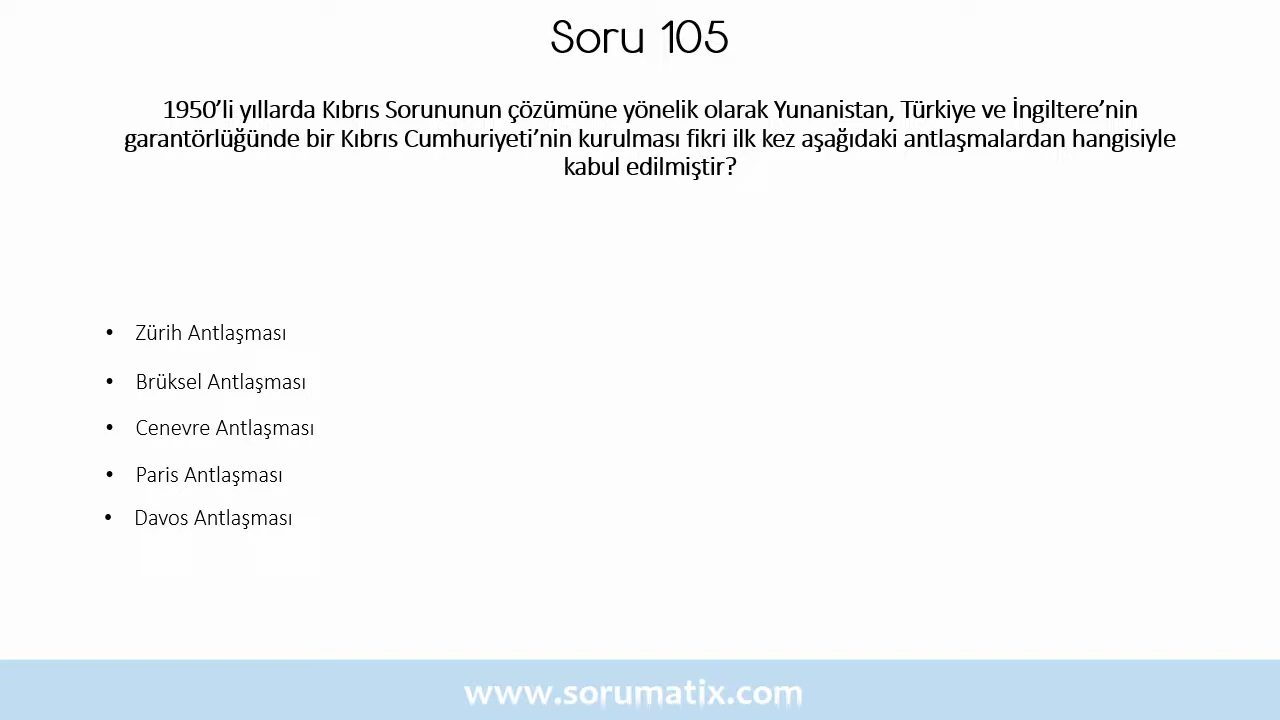 Soru 105
1950’li yıllarda Kıbrıs Sorununun çözümüne yönelik olarak Yunanistan, Türkiye ve İngiltere’nin
garantörlüğünde bir Kıbrıs Cumhuriyeti’nin kurulması fikri ilk kez aşağıdaki antlaşmalardan hangisiyle
kabul edilmiştir?
• Zürih Antlaşması
• Brüksel Antlaşması
• Cenevre Antlaşması
• Paris Antlaşması
• Davos Antlaşması
www.sorumatix.com